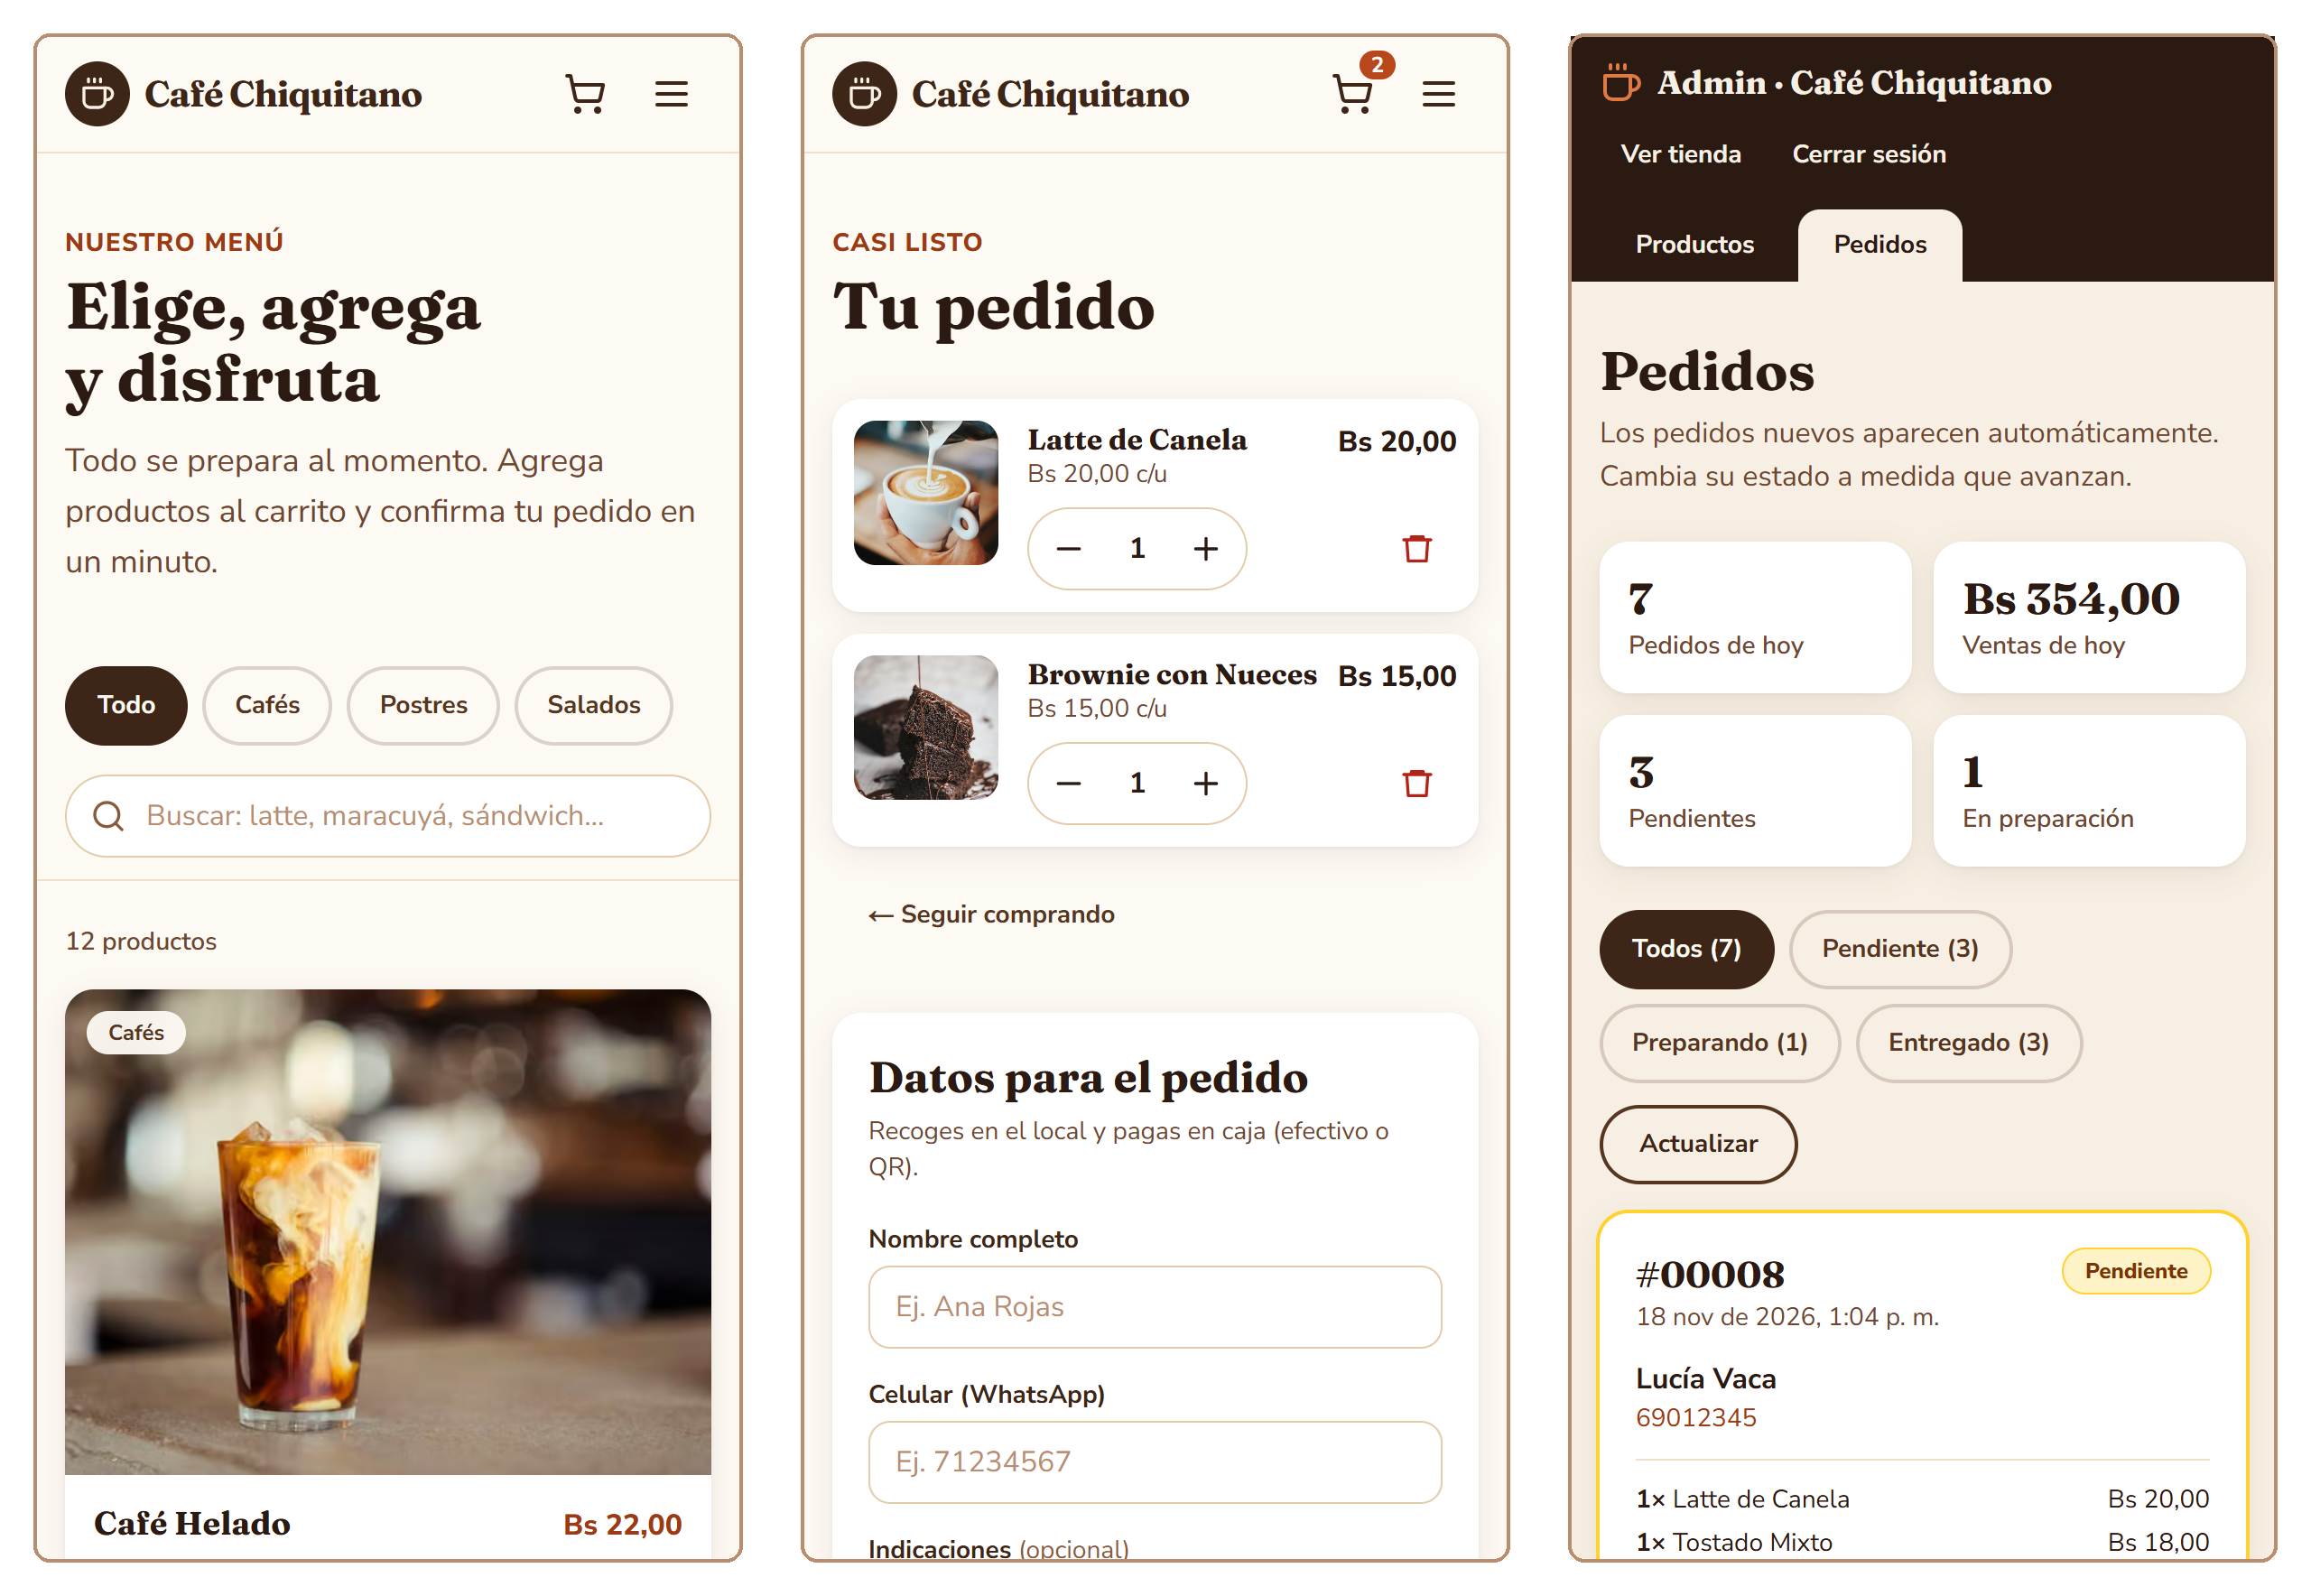 Café Chiquitano
NUESTRO MENÚ
Elige, agrega
y disfruta
Todo se prepara al momento. Agrega
productos al carrito y confirma tu pedido en
un minuto.
Todo
Cafés
Postres
Salados
Buscar: latte, maracuyá, sándwich...
12 productos
Cafés
Café Helado
Bs 22,00
Café Chiquitano
2
CASI LISTO
Tu pedido
Latte de Canela
Bs 20,00
Bs 20,00 c/u
1
Brownie con Nueces
Bs 15,00
Bs 15,00 c/u
1
← Seguir comprando
Datos para el pedido
Recoges en el local y pagas en caja (efectivo o
QR).
Nombre completo
Ej. Ana Rojas
Celular (WhatsApp)
Ej. 71234567
Indicaciones (opcional)
Admin · Café Chiquitano
Ver tienda
Cerrar sesión
Productos
Pedidos
Pedidos
Los pedidos nuevos aparecen automáticamente.
Cambia su estado a medida que avanzan.
7
Pedidos de hoy
Bs 354,00
Ventas de hoy
3
Pendientes
1
En preparación
Todos (7)
Pendiente (3)
Preparando (1)
Entregado (3)
Actualizar
#00008
Pendiente
18 nov de 2026, 1:04 p. m.
Lucía Vaca
69012345
1× Latte de Canela
Bs 20,00
1× Tostado Mixto
Bs 18,00